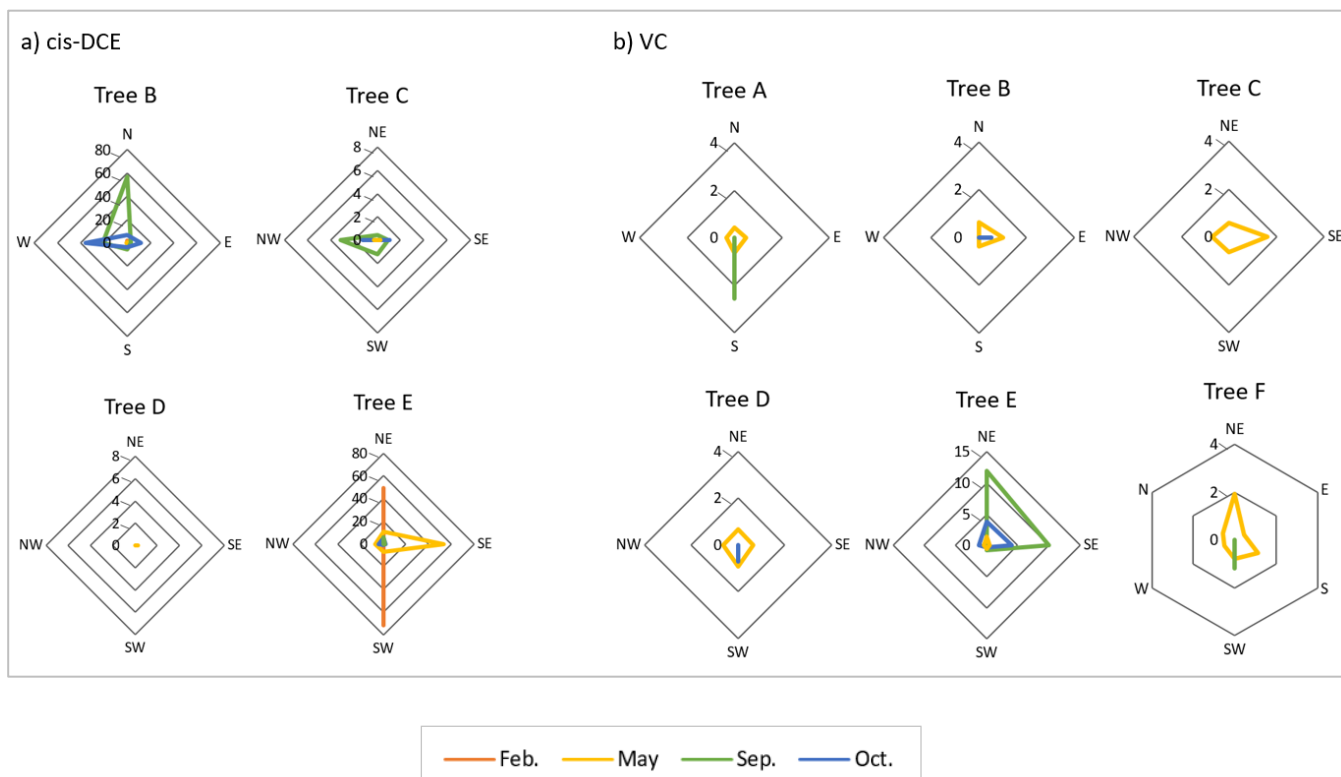 a) cis-DCE
b) VC
Tree B
N
80
60
40
20
0
W
E
S
Tree C
NE
8
6
4
2
0
NW
SE
SW
Tree A
N
4
2
0
W
E
S
Tree B
N
4
2
0
W
E
S
Tree C
NE
4
2
0
NW
SE
SW
Tree D
NE
8
6
4
2
0
NW
SE
SW
Tree E
NE
80
60
40
20
0
NW
SE
SW
Tree D
NE
4
2
0
NW
SE
SW
Tree E
NE
15
10
5
0
NW
SE
SW
Tree F
NE
4
N
E
2
0
W
S
SW
Feb. May Sep. Oct.